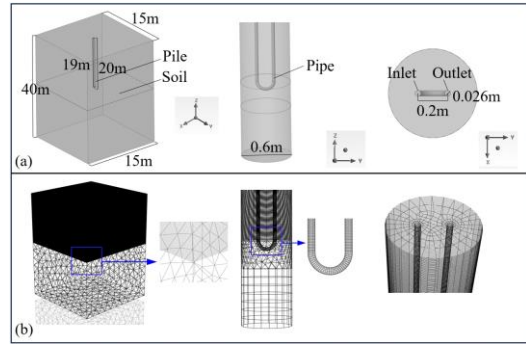 15m
40m
19m
20m
Pile
Soil
15m
(a)
Pipe
0.6m
Inlet
Outlet
0.026m
0.2m
(b)